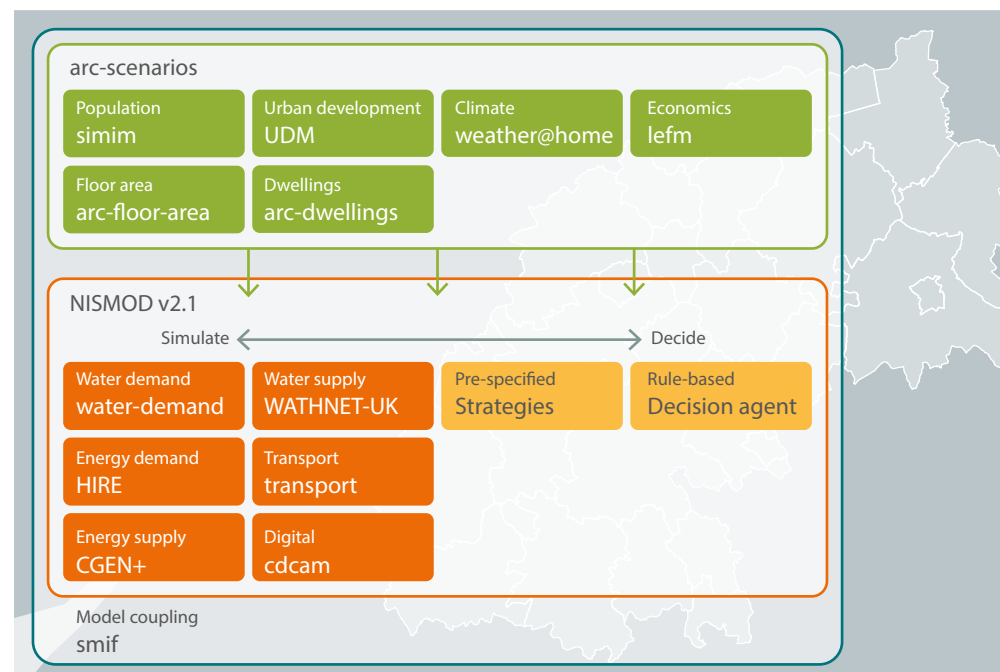 arc-scenarios
Population
simim
Urban development
UDM
Climate
weather@home
Economics
lefm
Floor area
arc-floor-area
Dwellings
arc-dwellings
NISMOD v2.1
Simulate
Decide
Water demand
water-demand
Water supply
WATHNET-UK
Pre-specified
Strategies
Rule-based
Decision agent
Energy demand
HIRE
Transport
transport
Energy supply
CGEN+
Digital
cdcam
Model coupling
smif